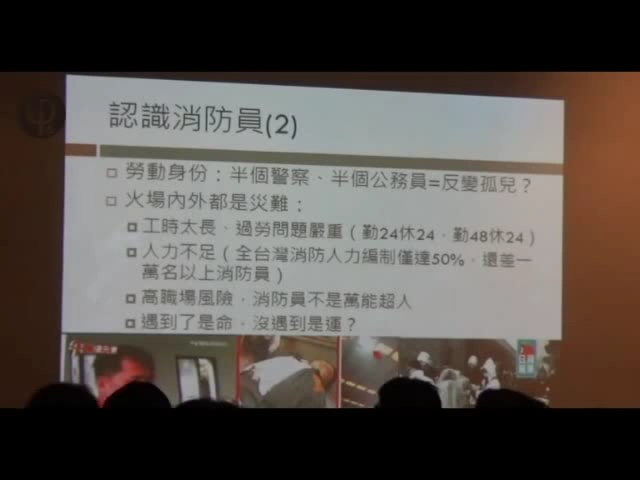 認識消防員(2)
勞動身份：半個警察、半個公務員=反變孤兒？
火場內外都是災難：
工時太長、過勞問題嚴重（勤24休24，勤48休24）
人力不足（全台灣消防人力編制僅達50%，還差一
萬名以上消防員）
高職場風險，消防員不是萬能超人
遇到了是命，沒遇到是運？